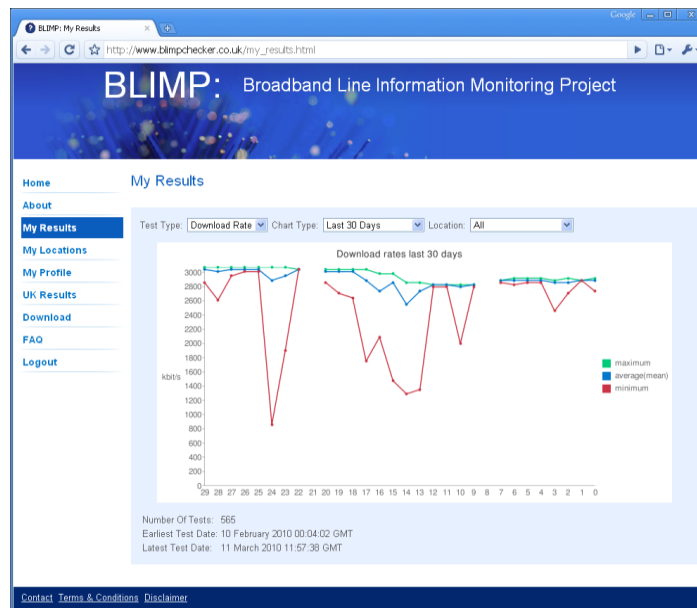 Google
BLIMP: My Results
http://www.blimpchecker.co.uk/my_results.html
BLIMP: Broadband Line Information Monitoring Project
Home
About
My Results
My Locations
My Profile
UK Results
Download
FAQ
Logout
My Results
Test Type: Download Rate Chart Type: Last 30 Days Location: All
Download rates last 30 days
3000
2800
2600
2400
2200
2000
1800
1600
1400
1200
1000
800
600
400
200
0
kbit/s
29 28 27 26 25 24 23 22 21 20 19 18 17 16 15 14 13 12 11 10 9 8 7 6 5 4 3 2 1 0
maximum
average(mean)
minimum
Number Of Tests: 565
Earliest Test Date: 10 February 2010 00:04:02 GMT
Latest Test Date: 11 March 2010 11:57:38 GMT
Contact Terms & Conditions Disclaimer